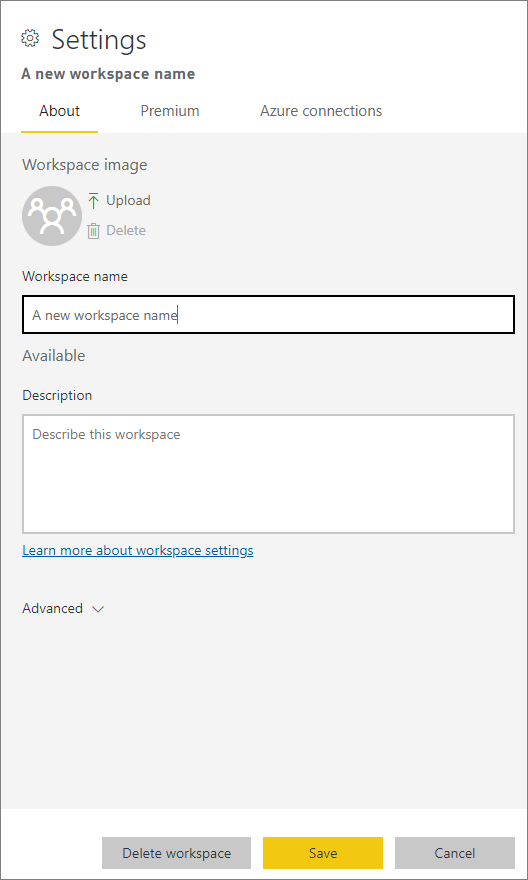 Settings
A new workspace name
About Premium Azure connections
Workspace image
Upload
Delete
Workspace name
A new workspace name
Available
Description
Describe this workspace
Learn more about workspace settings
Advanced
Delete workspace Save Cancel